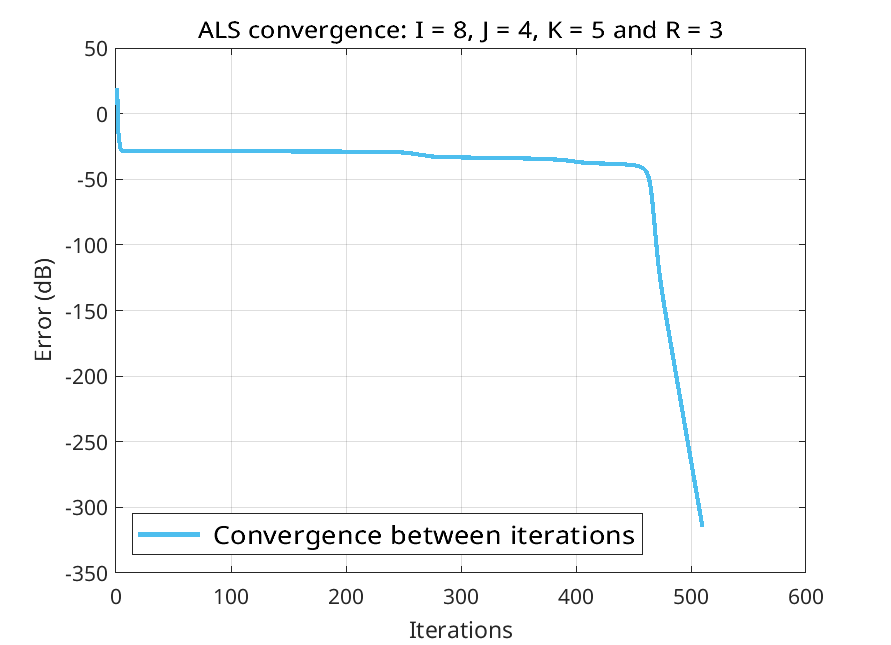 ALS convergence: I = 8, J = 4, K = 5 and R = 3
50
0
-50
-100
-150
-200
-250
-300
-350
Error (dB)
Convergence between iterations
0 100 200 300 400 500 600
Iterations